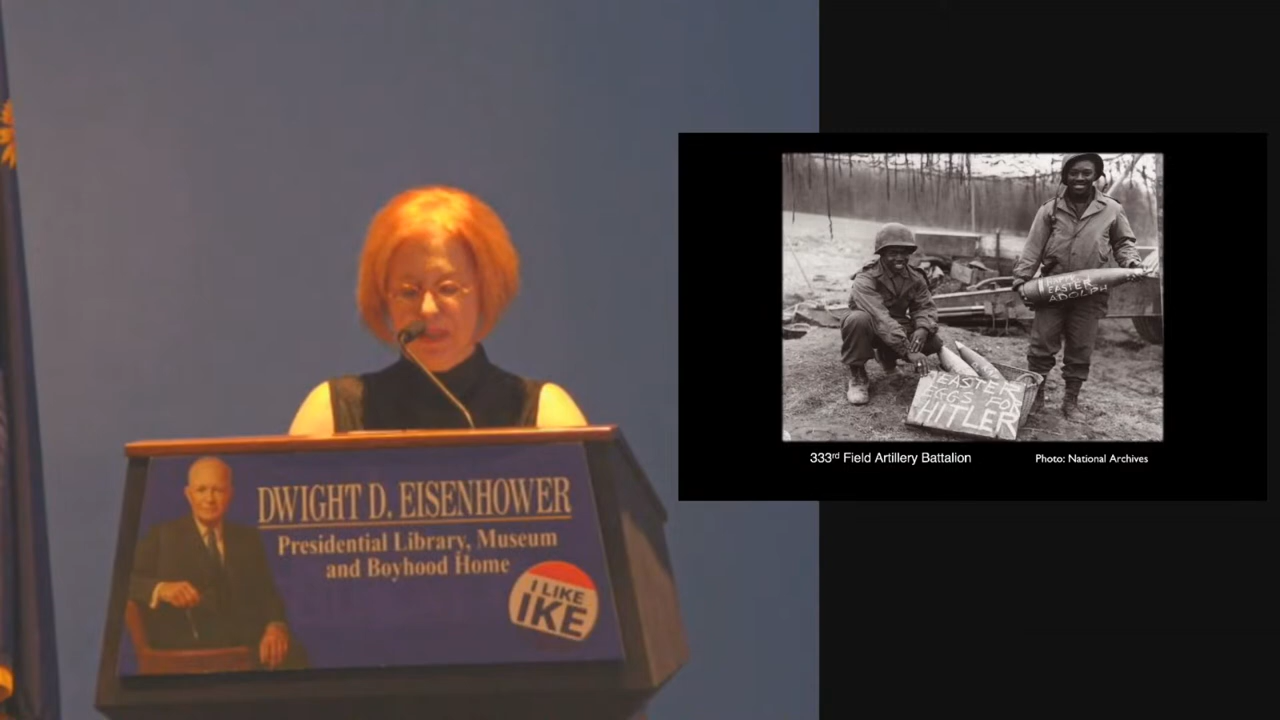 DWIGHT D. EISENHOWER
Presidential Library, Museum
and Boyhood Home
I LIKE
IKE
EASTER
ADOLPH
EASTER
EGGS FOR
HITLER
333rd Field Artillery Battalion
Photo: National Archives